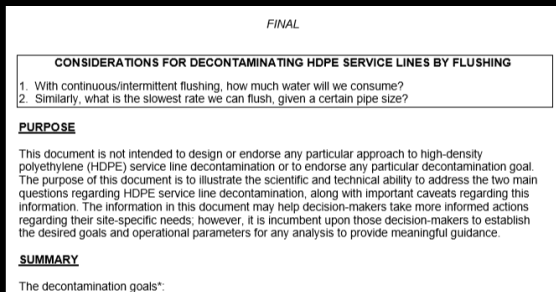 FINAL
CONSIDERATIONS FOR DECONTAMINATING HDPE SERVICE LINES BY FLUSHING
1. With continuous/intermittent flushing, how much water will we consume?
2. Similarly, what is the slowest rate we can flush, given a certain pipe size?
PURPOSE
This document is not intended to design or endorse any particular approach to high-density
polyethylene (HDPE) service line decontamination or to endorse any particular decontamination goal.
The purpose of this document is to illustrate the scientific and technical ability to address the two main
questions regarding HDPE service line decontamination, along with important caveats regarding this
information. The information in this document may help decision-makers take more informed actions
regarding their site-specific needs; however, it is incumbent upon those decision-makers to establish
the desired goals and operational parameters for any analysis to provide meaningful guidance.
SUMMARY
The decontamination goals*: